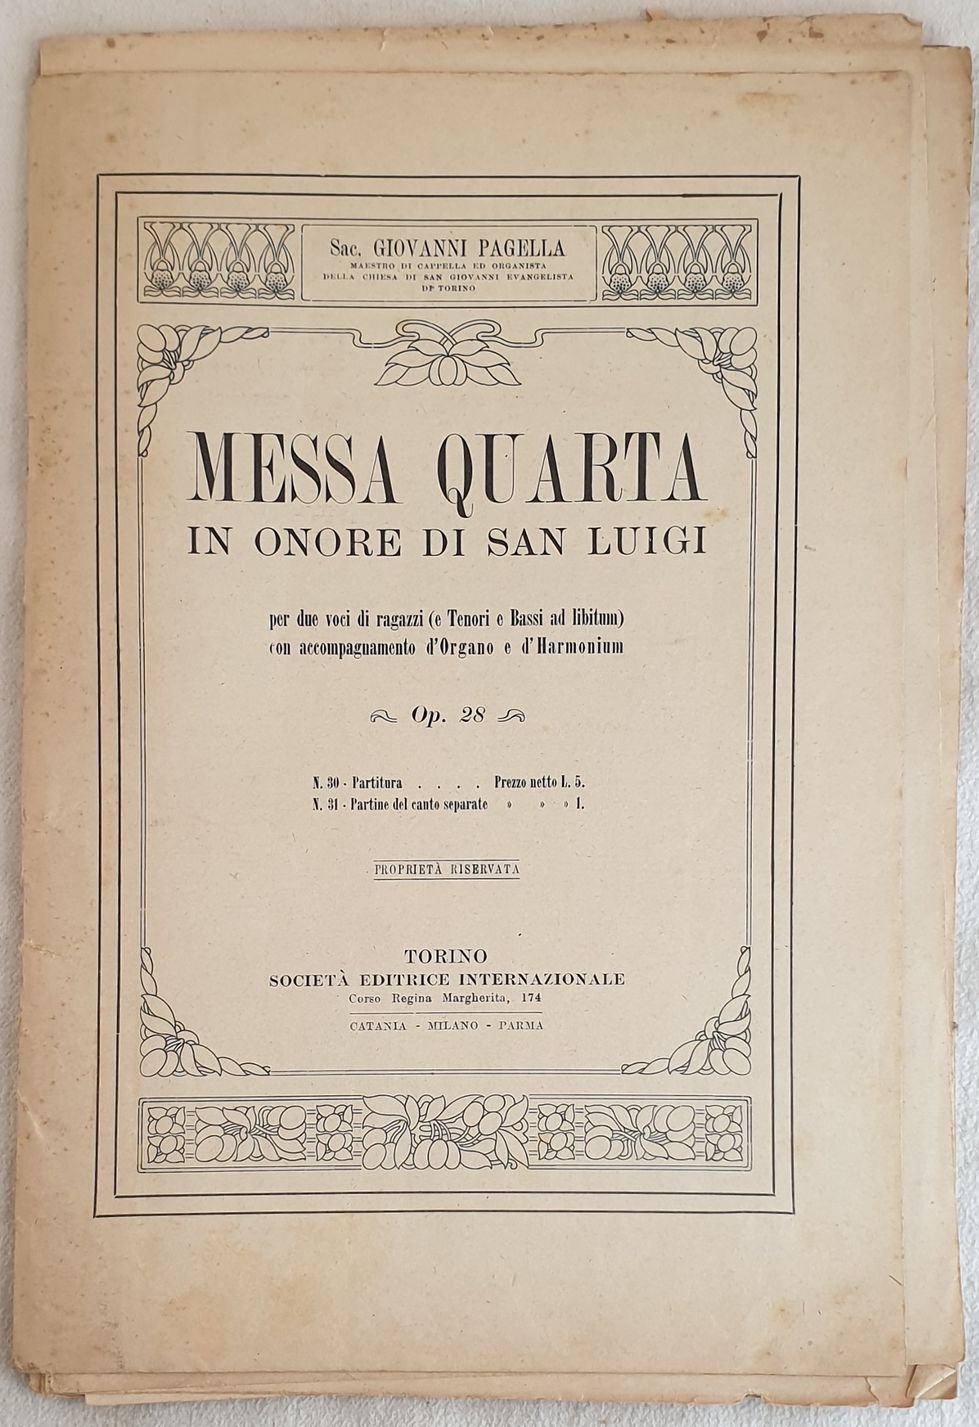 Sac. GIOVANNI PAGELLA
MAESTRO DI CAPPELLA ED ORGANISTA
DELLA CHIESA DI SAN GIOVANNI EVANGELISTA
DI TORINO
MESSA QUARTA
IN ONORE DI SAN LUIGI
per due voci di ragazzi (e Tenori e Bassi ad libitum)
con accompagnamento d'Organo e d'Harmonium
Op. 28
N. 30 - Partitura . . . . Prezzo netto L. 5.
N. 31 - Partine del canto separate » » » 1.
PROPRIETÀ RISERVATA
TORINO
SOCIETÀ EDITRICE INTERNAZIONALE
Corso Regina Margherita, 174
CATANIA - MILANO - PARMA